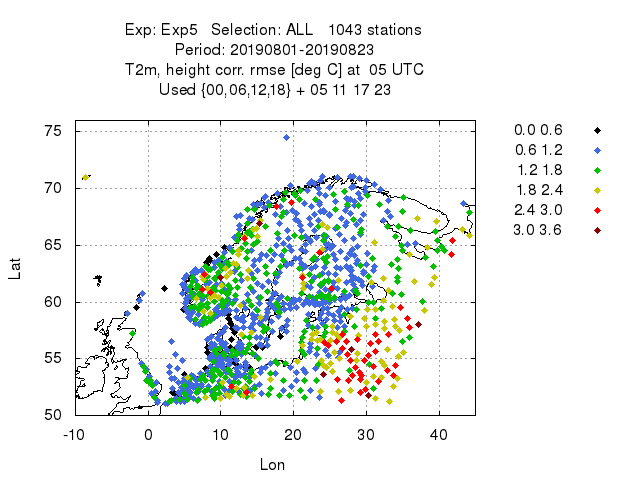 Exp: Exp5   Selection: ALL   1043 stations
Period: 20190801-20190823
T2m, height corr. rmse [deg C] at  05 UTC
Used {00,06,12,18} + 05 11 17 23
0.0 0.6
0.6 1.2
1.2 1.8
1.8 2.4
2.4 3.0
3.0 3.6
75
70
65
60
55
50
Lat
-10 0 10 20 30 40
Lon